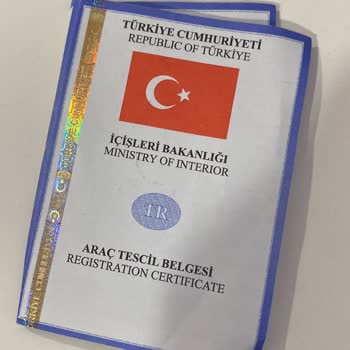 TÜRKİYE CUMHURİYETİ
REPUBLIC OF TÜRKİYE
İÇİŞLERİ BAKANLIĞI
MINISTRY OF INTERIOR
TR
ARAÇ TESCİL BELGESİ
REGISTRATION CERTIFICATE